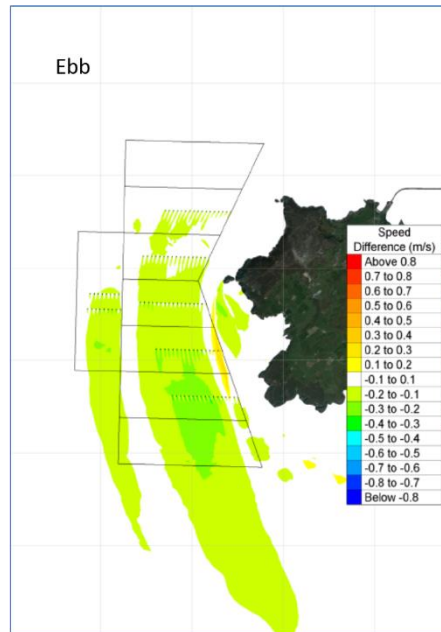 Ebb
Speed
Difference (m/s)
Above 0.8
0.7 to 0.8
0.6 to 0.7
0.5 to 0.6
0.4 to 0.5
0.3 to 0.4
0.2 to 0.3
0.1 to 0.2
-0.1 to 0.1
-0.2 to -0.1
-0.3 to -0.2
-0.4 to -0.3
-0.5 to -0.4
-0.6 to -0.5
-0.7 to -0.6
-0.8 to -0.7
Below -0.8